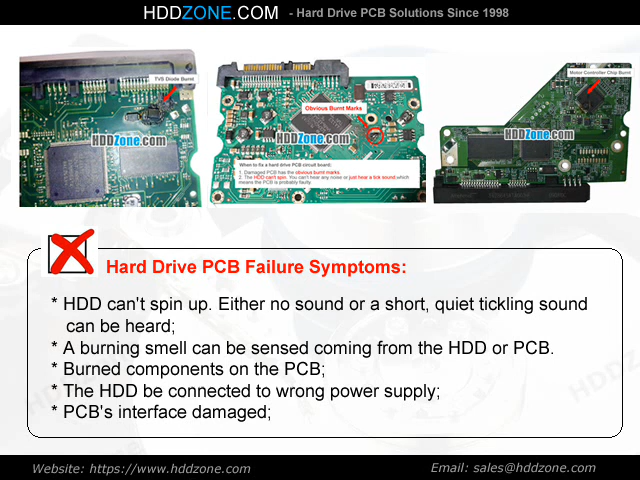 HDDZONE.COM - Hard Drive PCB Solutions Since 1998
TVS Diode Burnt
HDDZone.com
Obvious Burnt Marks
HDDZone.com
When to fix a hard drive PCB circuit board:
1. Damaged PCB has the obvious burnt marks.
2. The HDD can't spin. You can't hear any noise or just hear a tick sound which
means the PCB is probably faulty.
Motor Controller Chip Burnt
HDDZone.com
Hard Drive PCB Failure Symptoms:
* HDD can't spin up. Either no sound or a short, quiet tickling sound
can be heard;
* A burning smell can be sensed coming from the HDD or PCB.
* Burned components on the PCB;
* The HDD be connected to wrong power supply;
* PCB's interface damaged;
Website: https://www.hddzone.com
Email: sales@hddzone.com